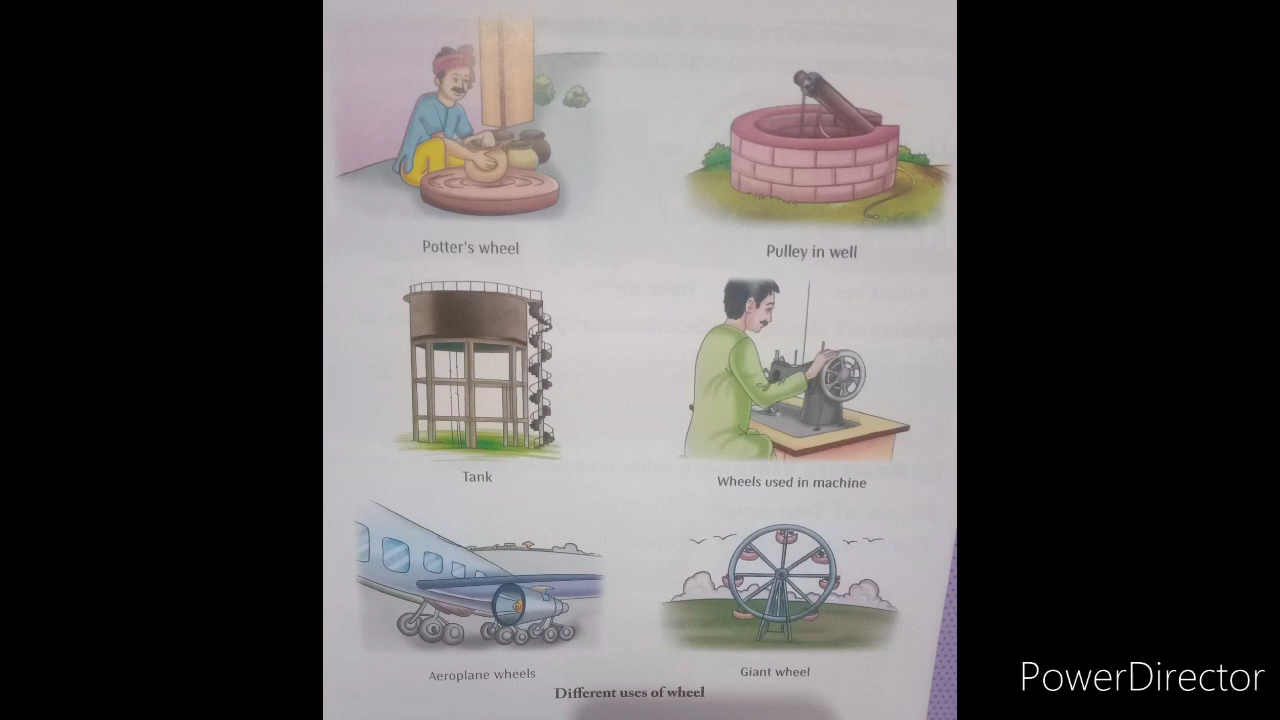 Potter's wheel
Pulley in well
Tank
Wheels used in machine
Aeroplane wheels
Giant wheel
Different uses of wheel
PowerDirector